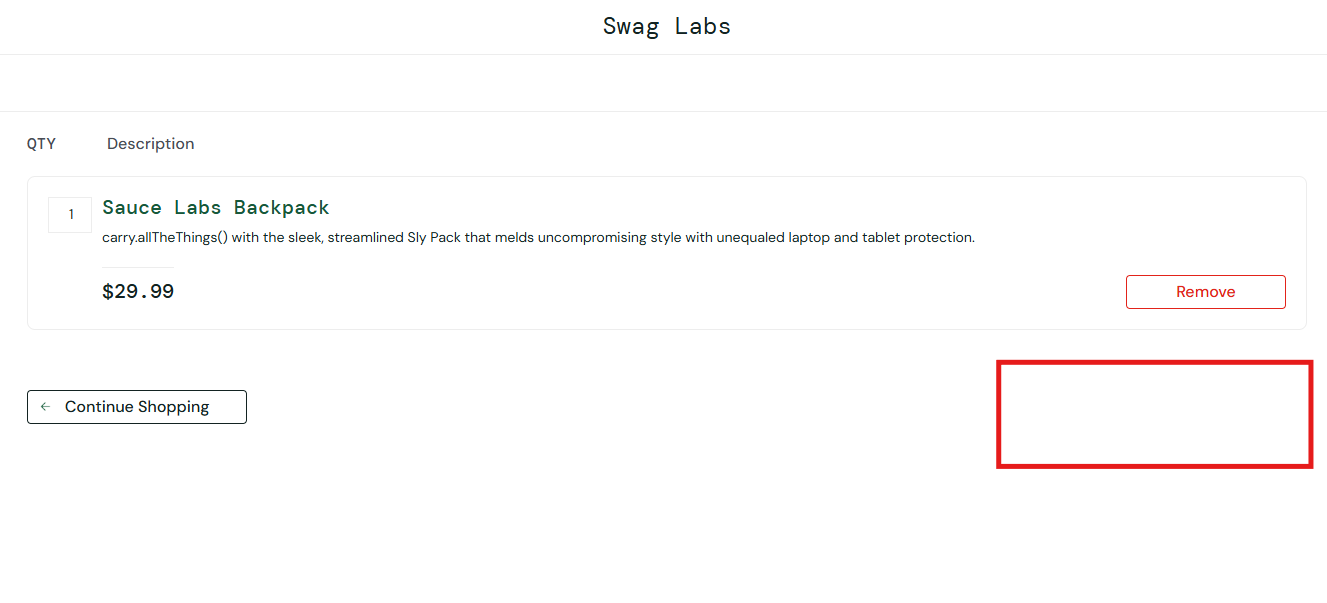 Swag Labs
QTY Description
1 Sauce Labs Backpack
carry.allTheThings() with the sleek, streamlined Sly Pack that melds uncompromising style with unequaled laptop and tablet protection.
$29.99 Remove
← Continue Shopping